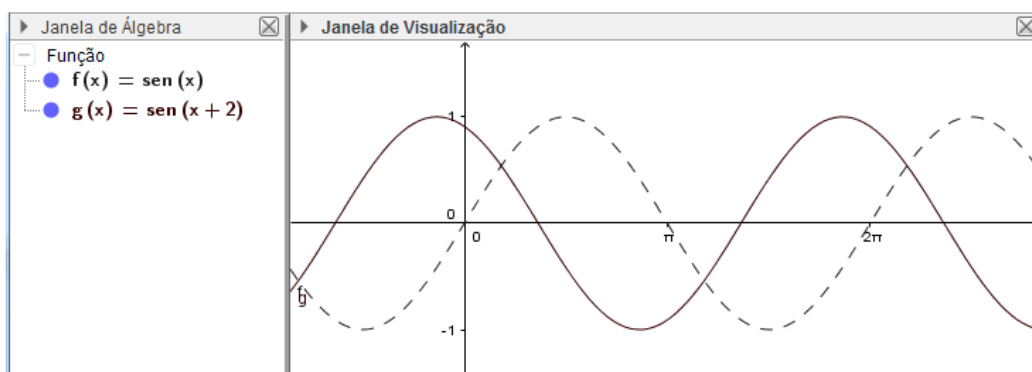 Janela de Álgebra
Função
f(x) = sen (x)
g(x) = sen (x + 2)
Janela de Visualização
1
0
0
π
2π
-1
f
g